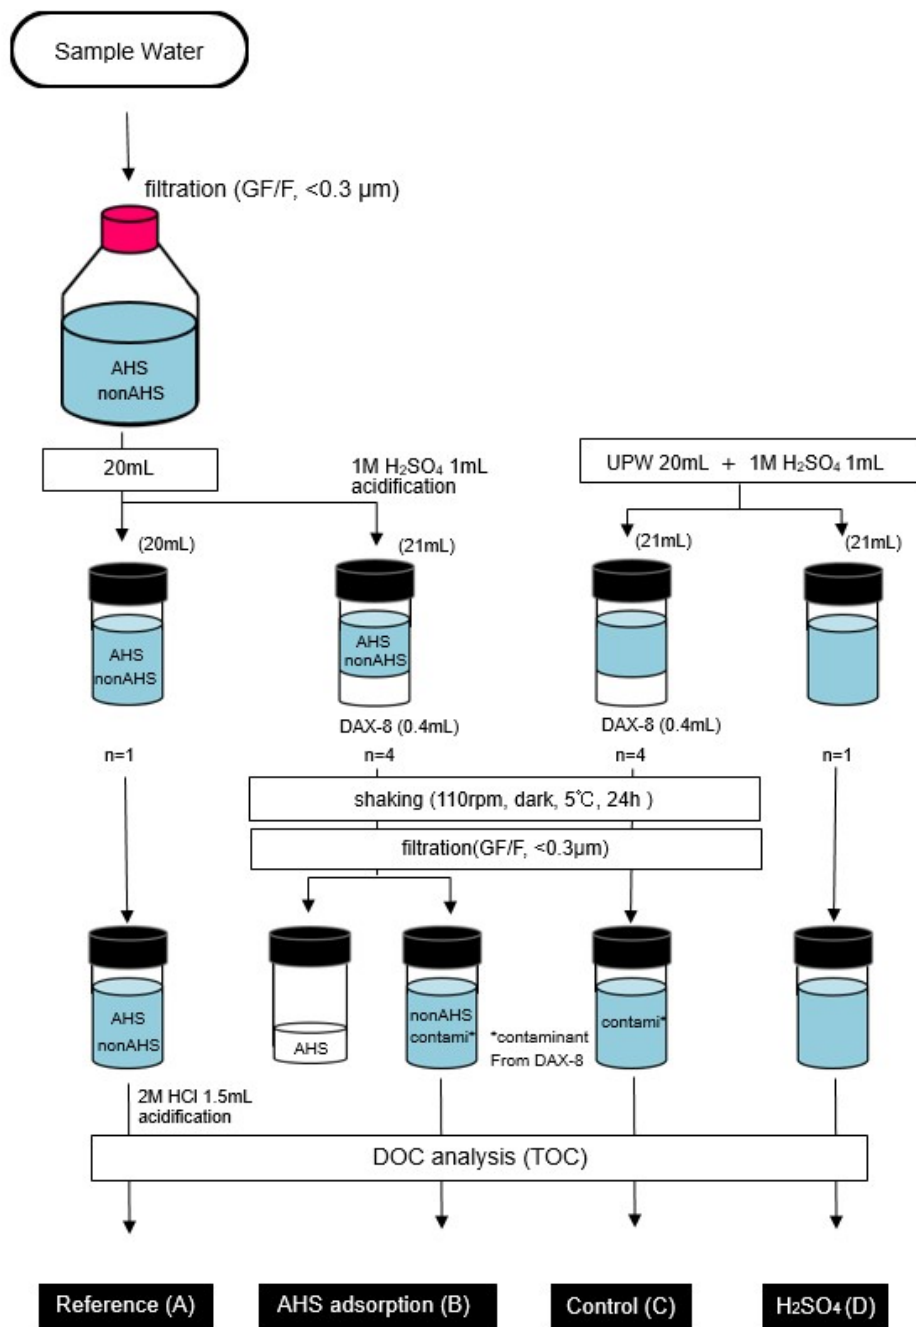 Sample Water
filtration (GF/F, <0.3 µm)
AHS
nonAHS
20mL
1M H₂SO₄ 1mL
acidification
UPW 20mL + 1M H₂SO₄ 1mL
(20mL)
(21mL)
(21mL)
(21mL)
AHS
nonAHS
AHS
nonAHS
DAX-8 (0.4mL)
DAX-8 (0.4mL)
n=1
n=4
n=4
n=1
shaking (110rpm, dark, 5℃, 24h )
filtration(GF/F, <0.3µm)
AHS
nonAHS
AHS
nonAHS
contami*
*contaminant
From DAX-8
contami*
2M HCl 1.5mL
acidification
DOC analysis (TOC)
Reference (A)
AHS adsorption (B)
Control (C)
H₂SO₄ (D)